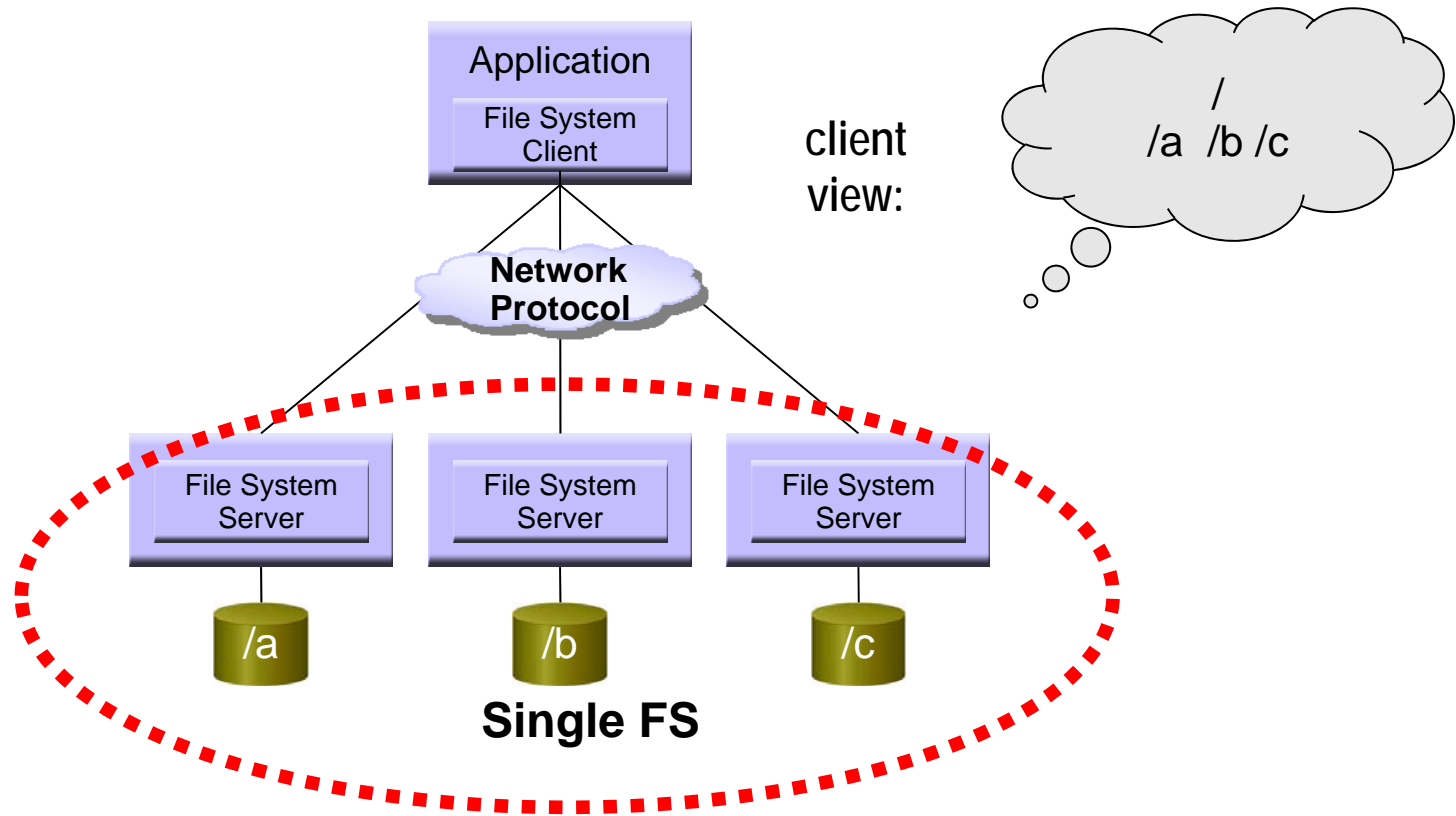 Application
File System
Client
client
view:
/
/a /b /c
Network
Protocol
File System
Server
File System
Server
File System
Server
/a
/b
/c
Single FS